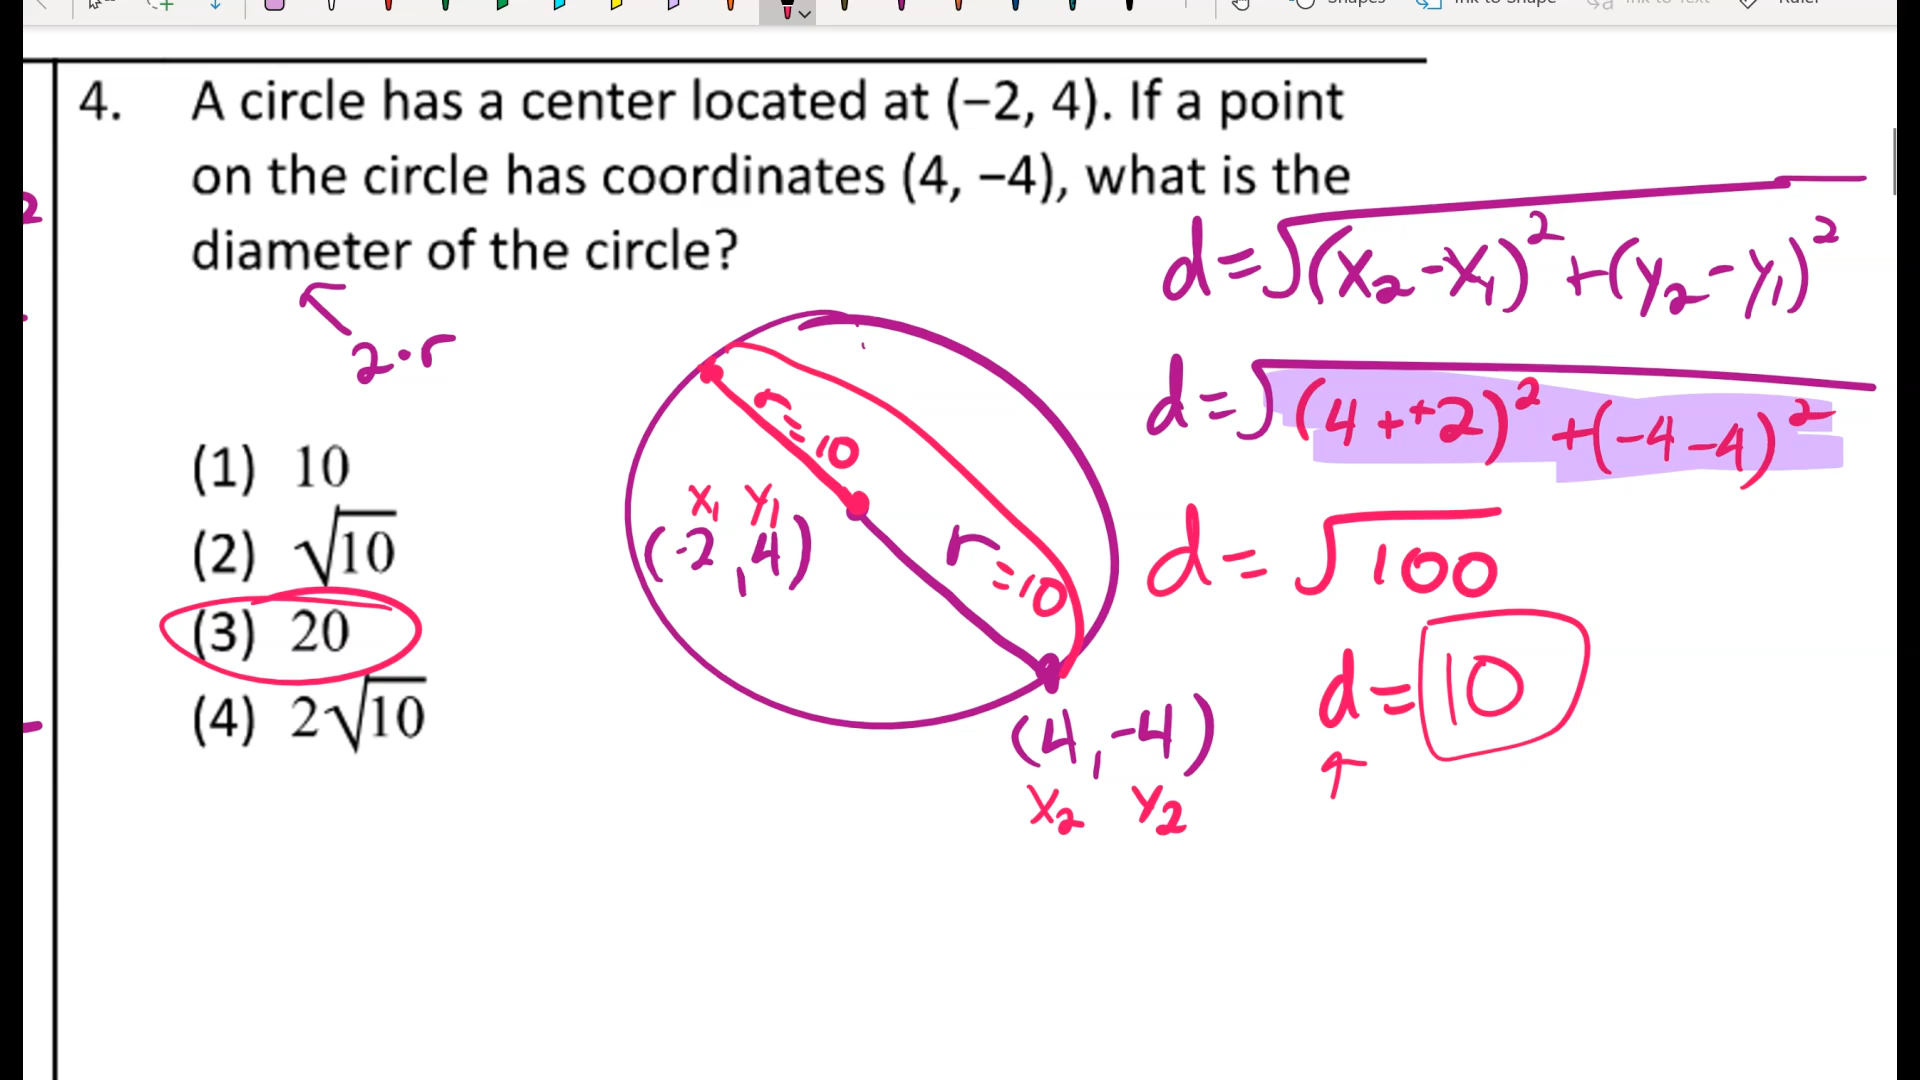 4. A circle has a center located at (−2, 4). If a point
on the circle has coordinates (4, −4), what is the
diameter of the circle?
2·r
(1) 10
(2) √10
(3) 20
(4) 2√10
r=10
x₁ y₁
(-2, 4)
r=10
(4, -4)
x₂ y₂
d=√(x₂-x₁)²+(y₂-y₁)²
d=√(4++2)²+(-4-4)²
d=√100
d=10